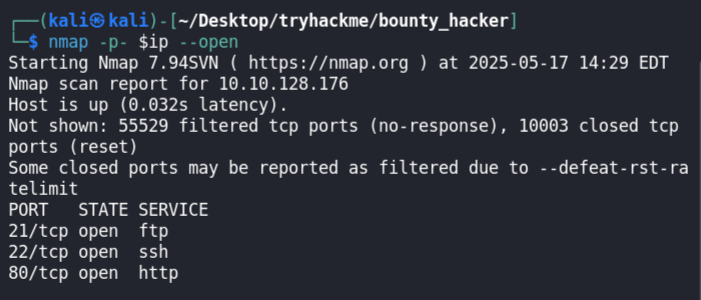 ┌──(kali㉿kali)-[~/Desktop/tryhackme/bounty_hacker]
└─$ nmap -p- $ip --open
Starting Nmap 7.94SVN ( https://nmap.org ) at 2025-05-17 14:29 EDT
Nmap scan report for 10.10.128.176
Host is up (0.032s latency).
Not shown: 55529 filtered tcp ports (no-response), 10003 closed tcp
ports (reset)
Some closed ports may be reported as filtered due to --defeat-rst-ra
telimit
PORT   STATE SERVICE
21/tcp open  ftp
22/tcp open  ssh
80/tcp open  http